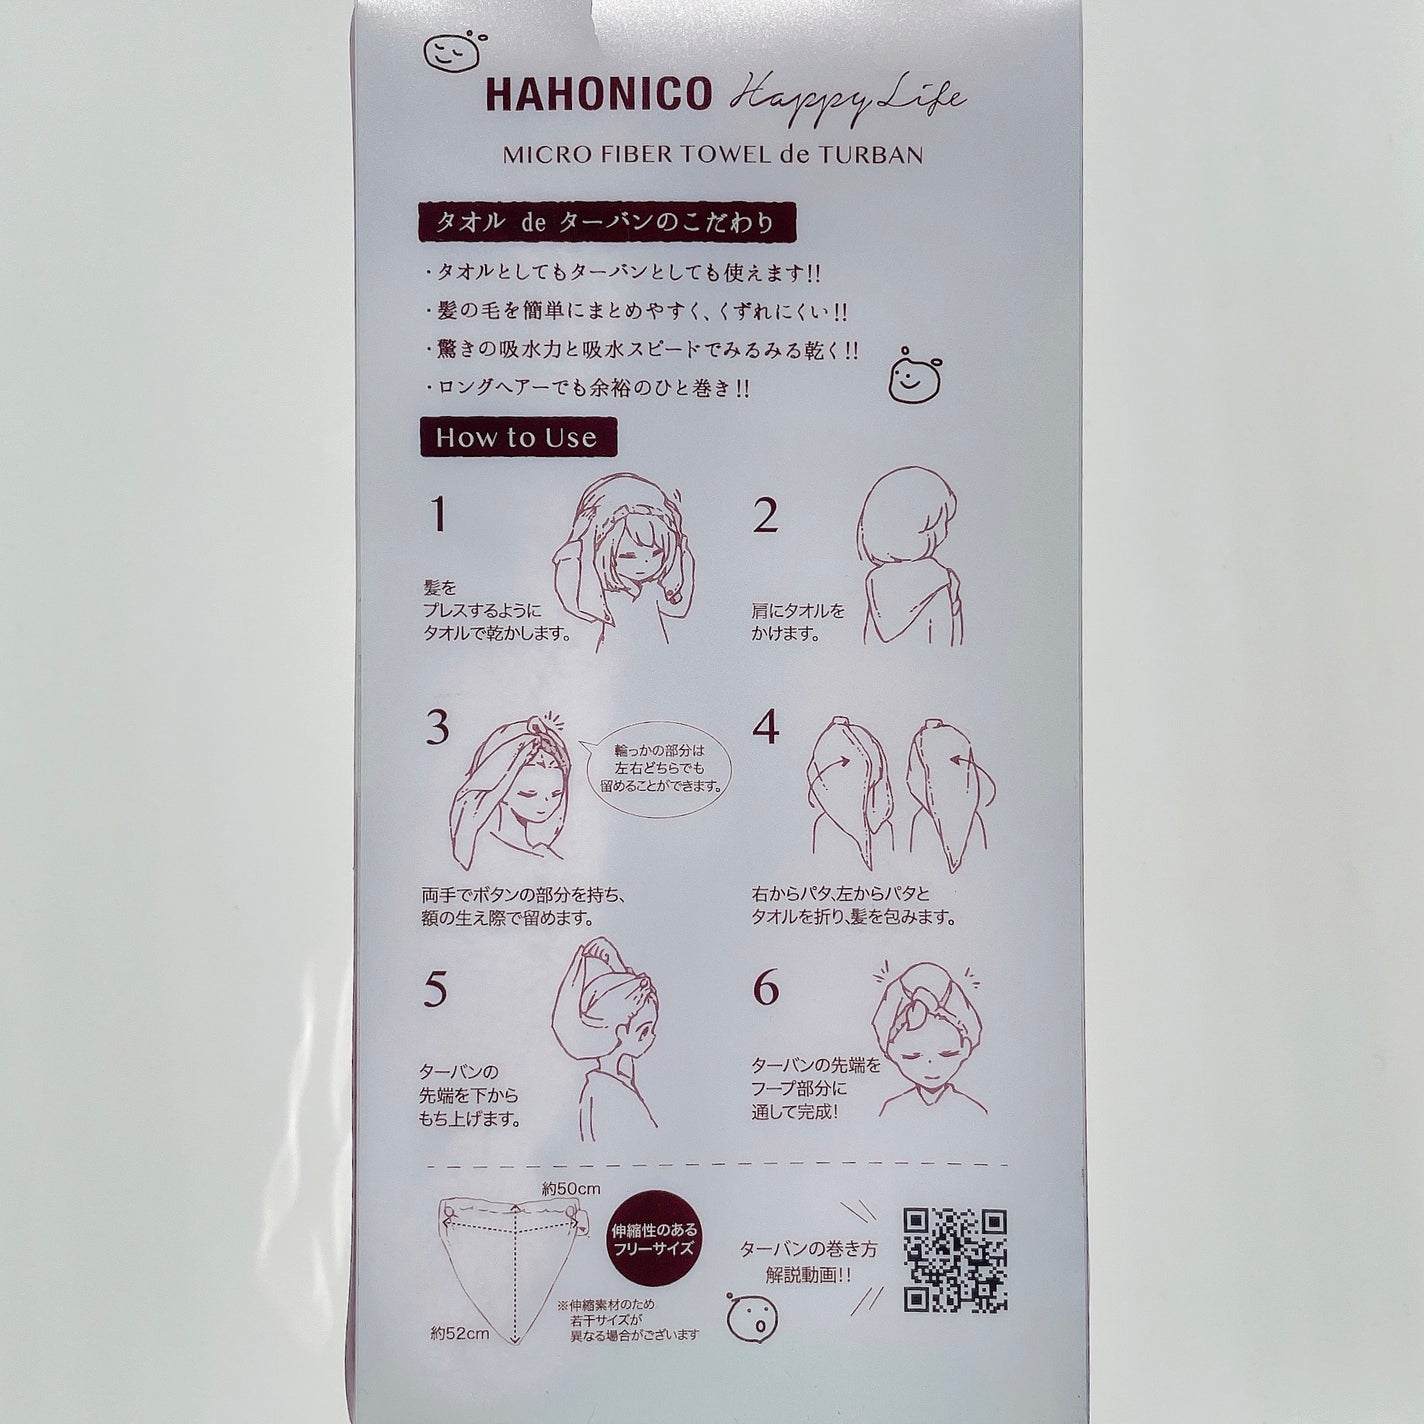 HAHONICO Happy Life
MICRO FIBER TOWEL de TURBAN
タオル de ターバンのこだわり
・タオルとしてもターバンとしても使えます!!
・髪の毛を簡単にまとめやすく、くずれにくい!!
・驚きの吸水力と吸水スピードでみるみる乾く!!
・ロングヘアーでも余裕のひと巻き!!
How to Use
1
髪を
プレスするように
タオルで乾かします。
2
肩にタオルを
かけます。
3
輪っかの部分は
左右どちらでも
留めることができます。
両手でボタンの部分を持ち、
額の生え際で留めます。
4
右からパタ、左からパタと
タオルを折り、髪を包みます。
5
ターバンの
先端を下から
もち上げます。
6
ターバンの先端を
フープ部分に
通して完成!
約50cm
約52cm
伸縮性のある
フリーサイズ
※伸縮素材のため
若干サイズが
異なる場合がございます
ターバンの巻き方
解説動画!!